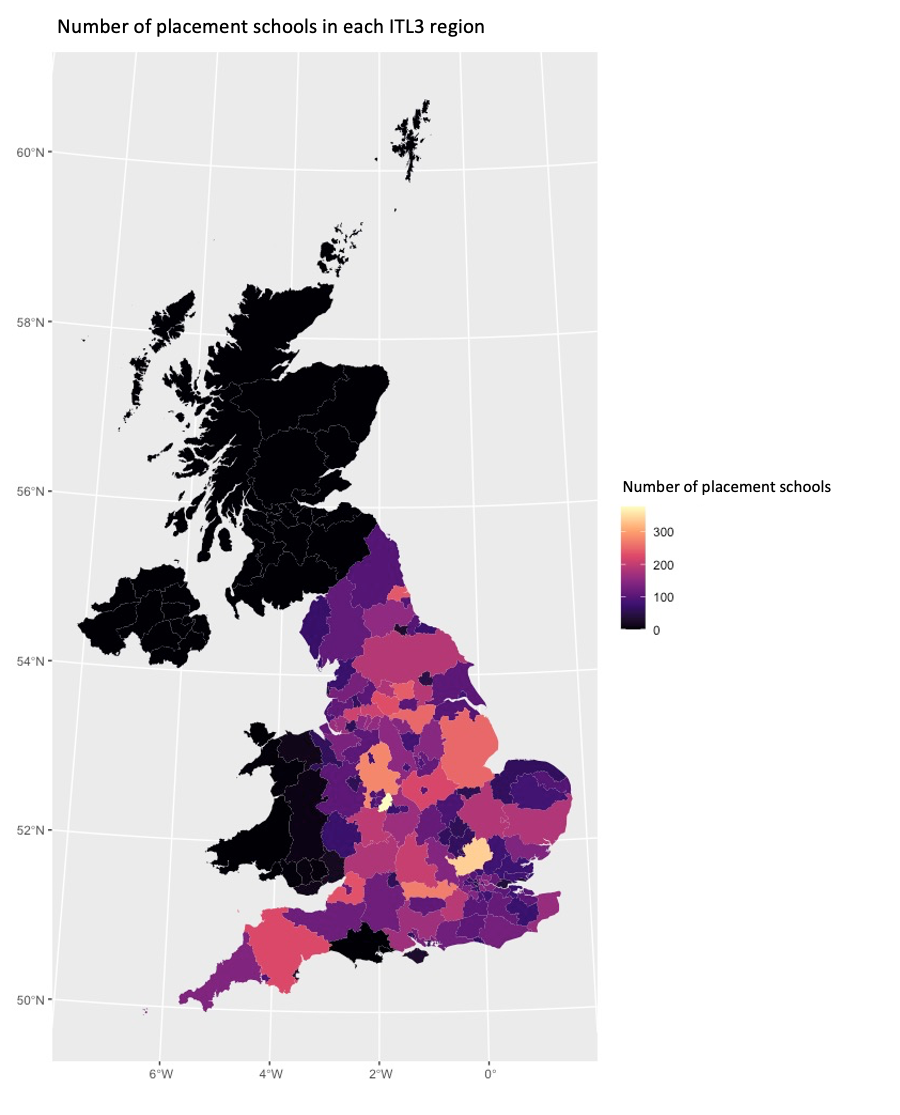 Number of placement schools in each ITL3 region
60°N
58°N
56°N
54°N
52°N
50°N
6°W
4°W
2°W
0°
Number of placement schools
300
200
100
0